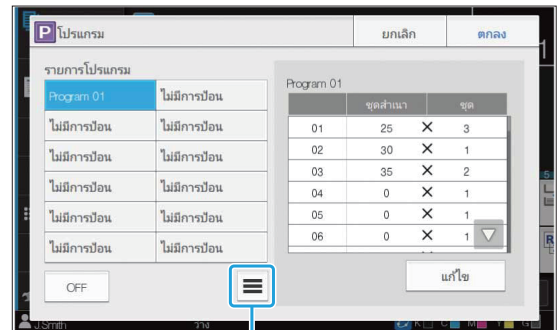 P โปรแกรม
ยกเลิก
ตกลง
รายการโปรแกรม
Program 01
ไม่มีการป้อน
ไม่มีการป้อน
ไม่มีการป้อน
ไม่มีการป้อน
ไม่มีการป้อน
ไม่มีการป้อน
ไม่มีการป้อน
ไม่มีการป้อน
ไม่มีการป้อน
ไม่มีการป้อน
ไม่มีการป้อน
OFF
Program 01
ชุดสำเนา ชุด
01 25 × 3
02 30 × 1
03 35 × 2
04 0 × 1
05 0 × 1
06 0 × 1
แก้ไข
J.Smith ว่าง K C M Y G